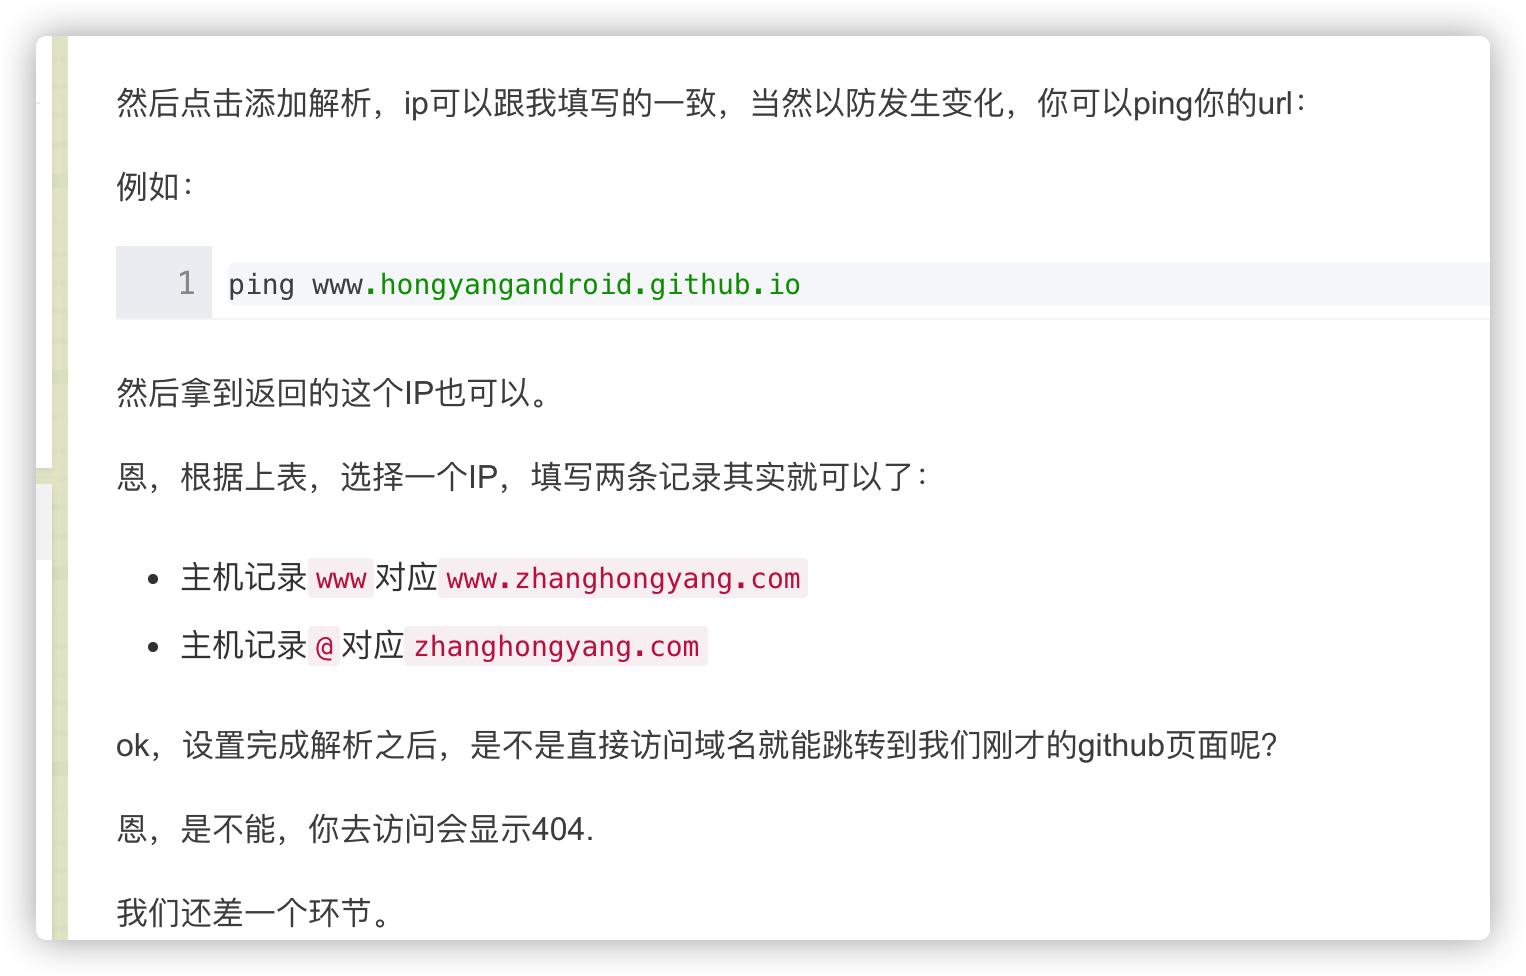 然后点击添加解析，ip可以跟我填写的一致，当然以防发生变化，你可以ping你的url：
例如：
1 ping www.hongyangandroid.github.io
然后拿到返回的这个IP也可以。
恩，根据上表，选择一个IP，填写两条记录其实就可以了：
• 主机记录www对应www.zhanghongyang.com
• 主机记录@对应zhanghongyang.com
ok，设置完成解析之后，是不是直接访问域名就能跳转到我们刚才的github页面呢？
恩，是不能，你去访问会显示404.
我们还差一个环节。